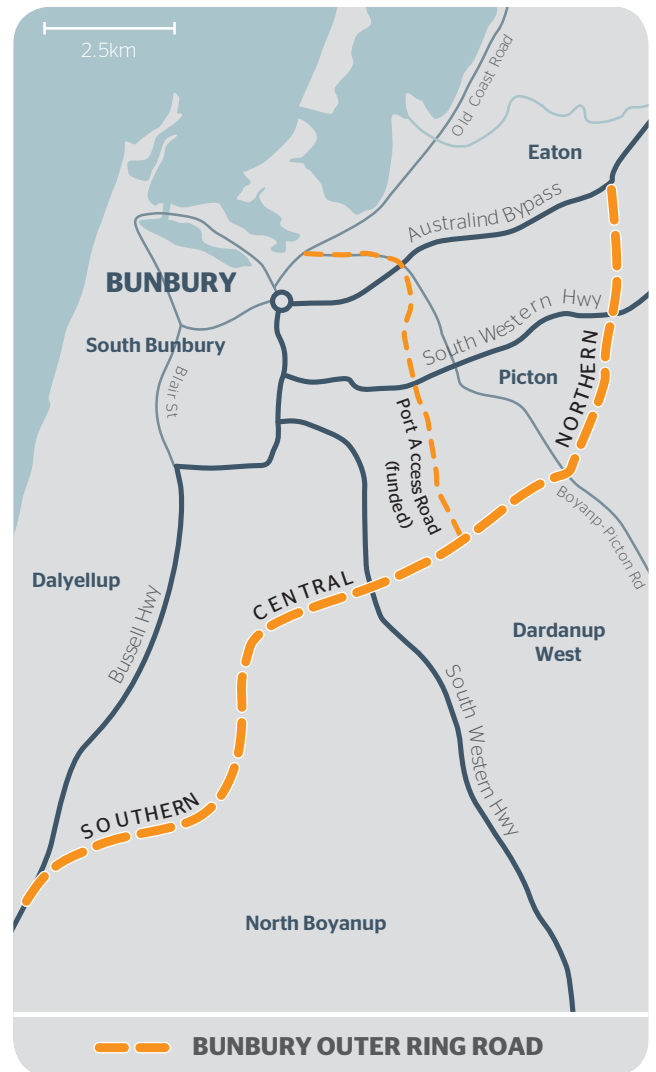 2.5km
Old Coast Road
Eaton
Australind Bypass
BUNBURY
South Western Hwy
South Bunbury
Blair St
Picton
NORTHERN
Port Access Road
(funded)
Boyanp-Picton Rd
Dalyellup
CENTRAL
Bussell Hwy
Dardanup
West
South Western Hwy
SOUTHERN
North Boyanup
BUNBURY OUTER RING ROAD